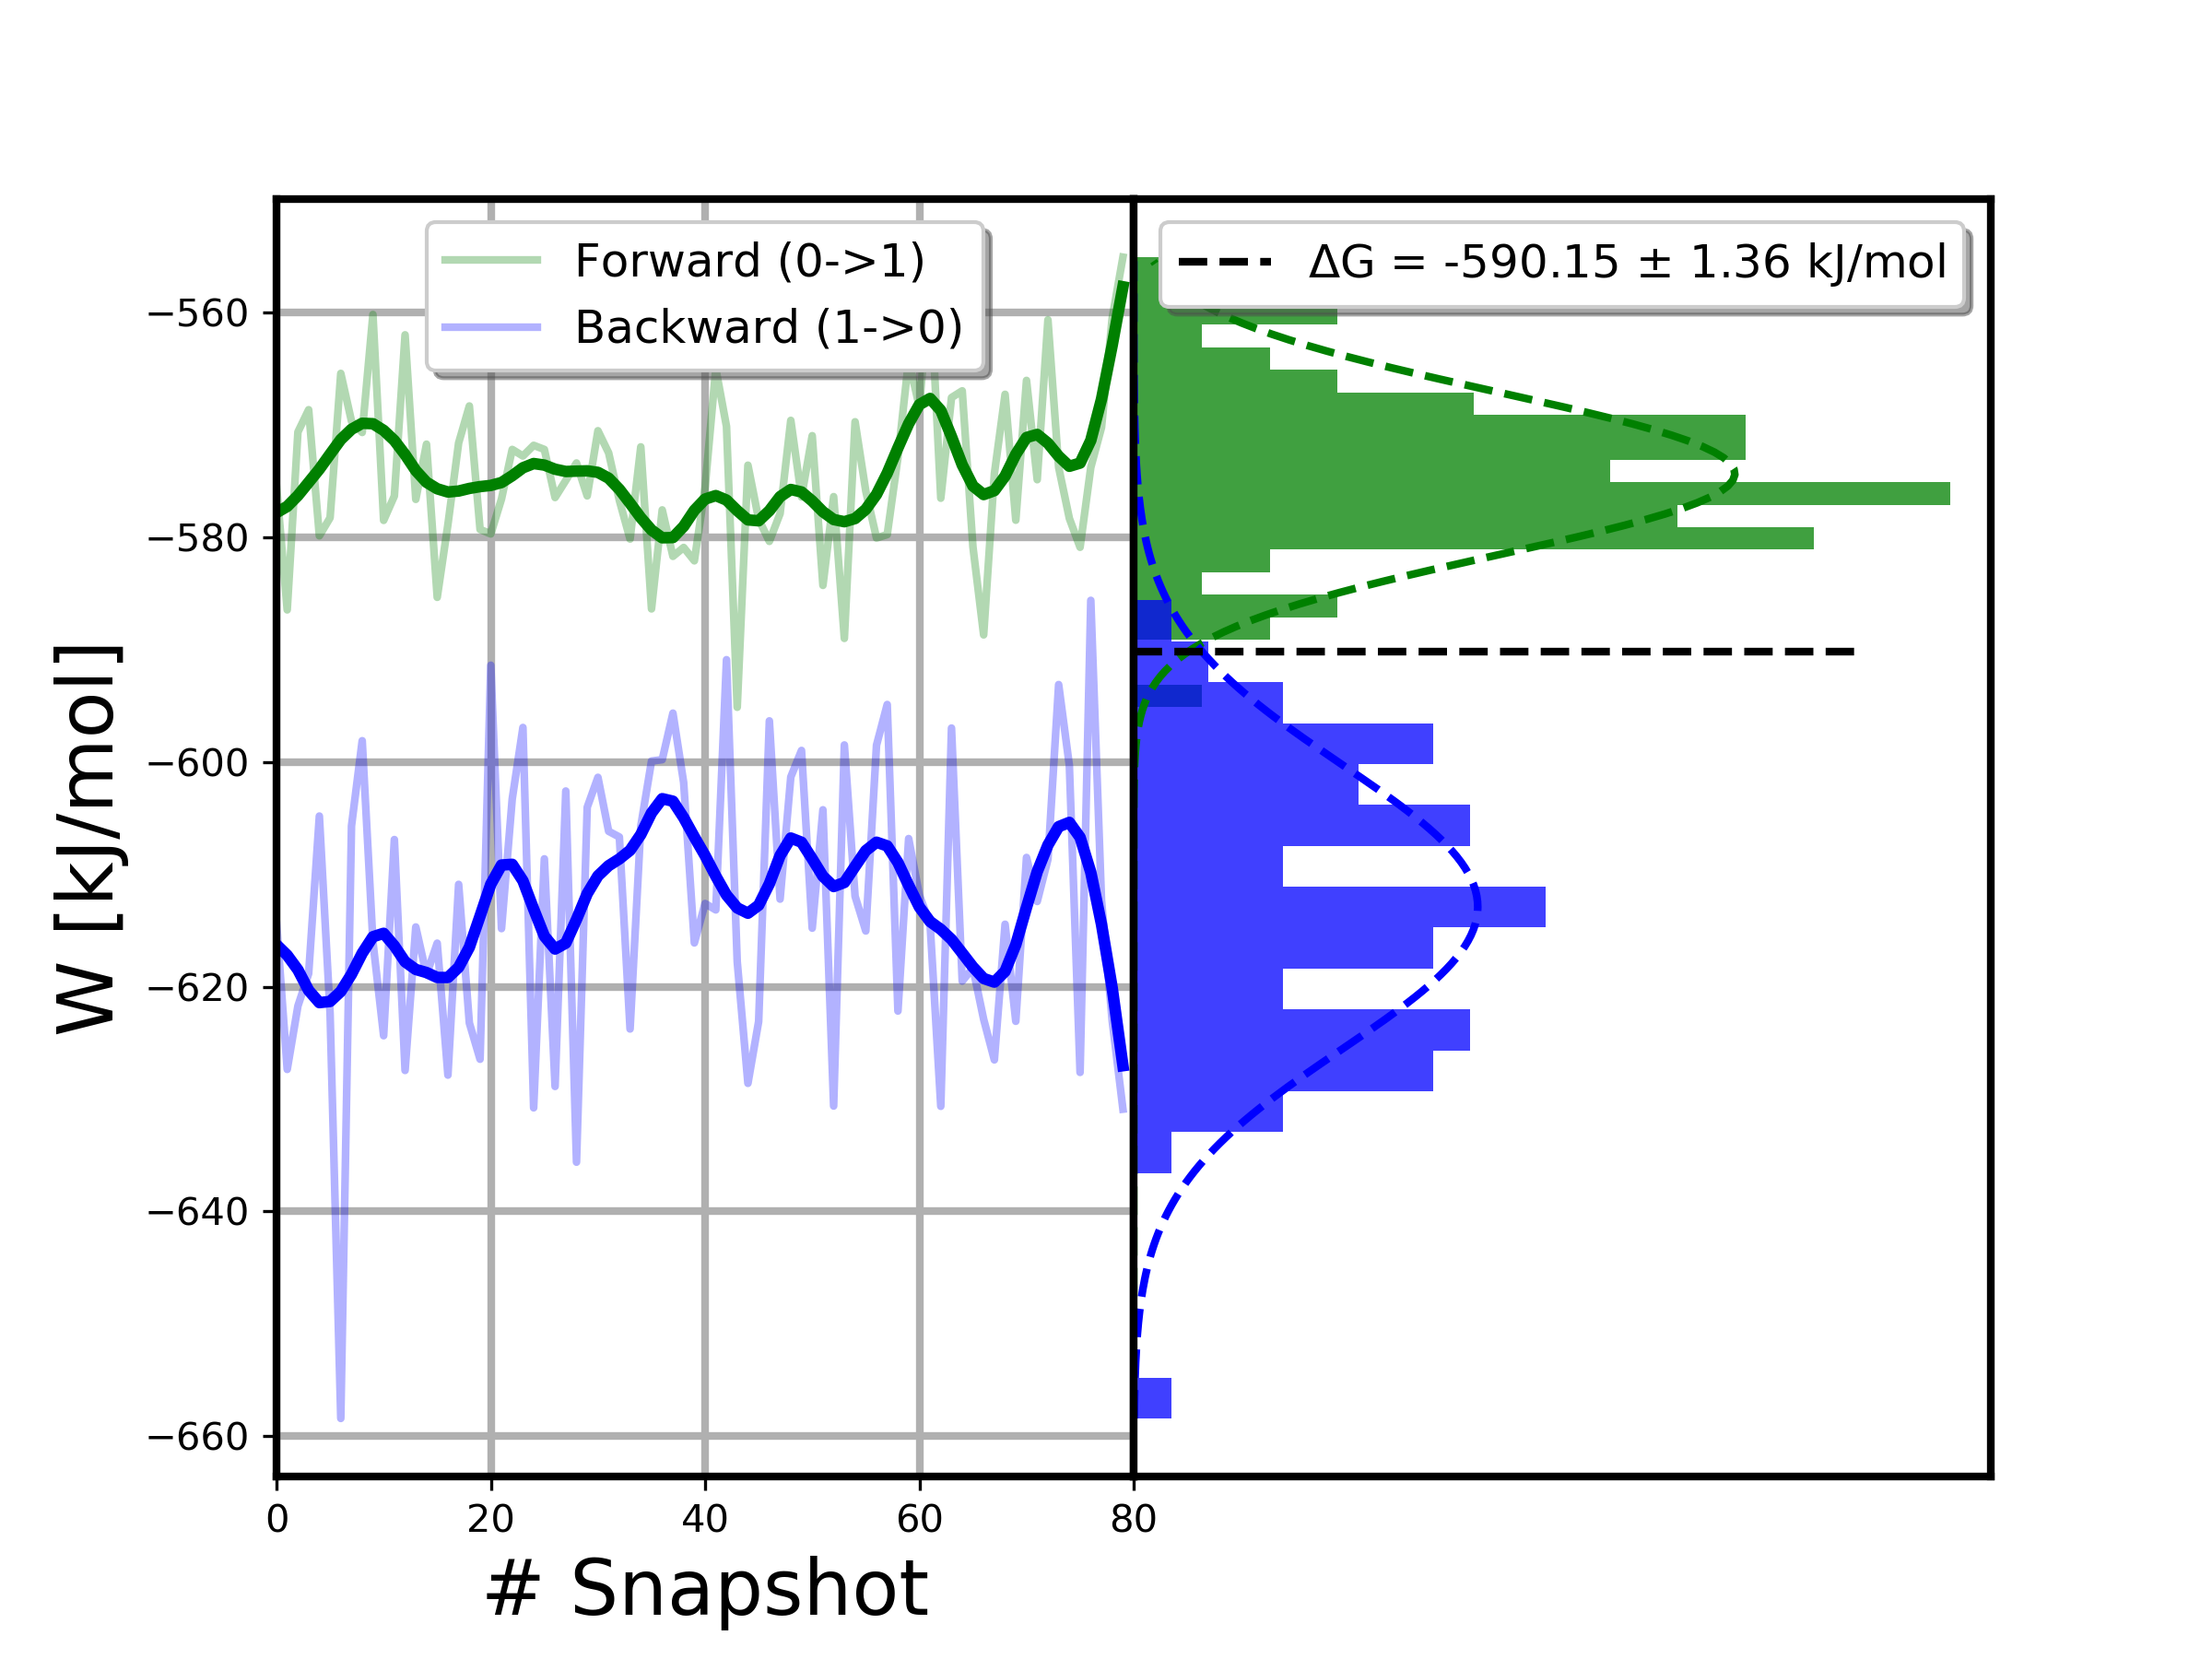 Forward (0->1)
Backward (1->0)
ΔG = -590.15 ± 1.36 kJ/mol
−560
−580
−600
−620
−640
−660
W [kJ/mol]
0 20 40 60 80
# Snapshot